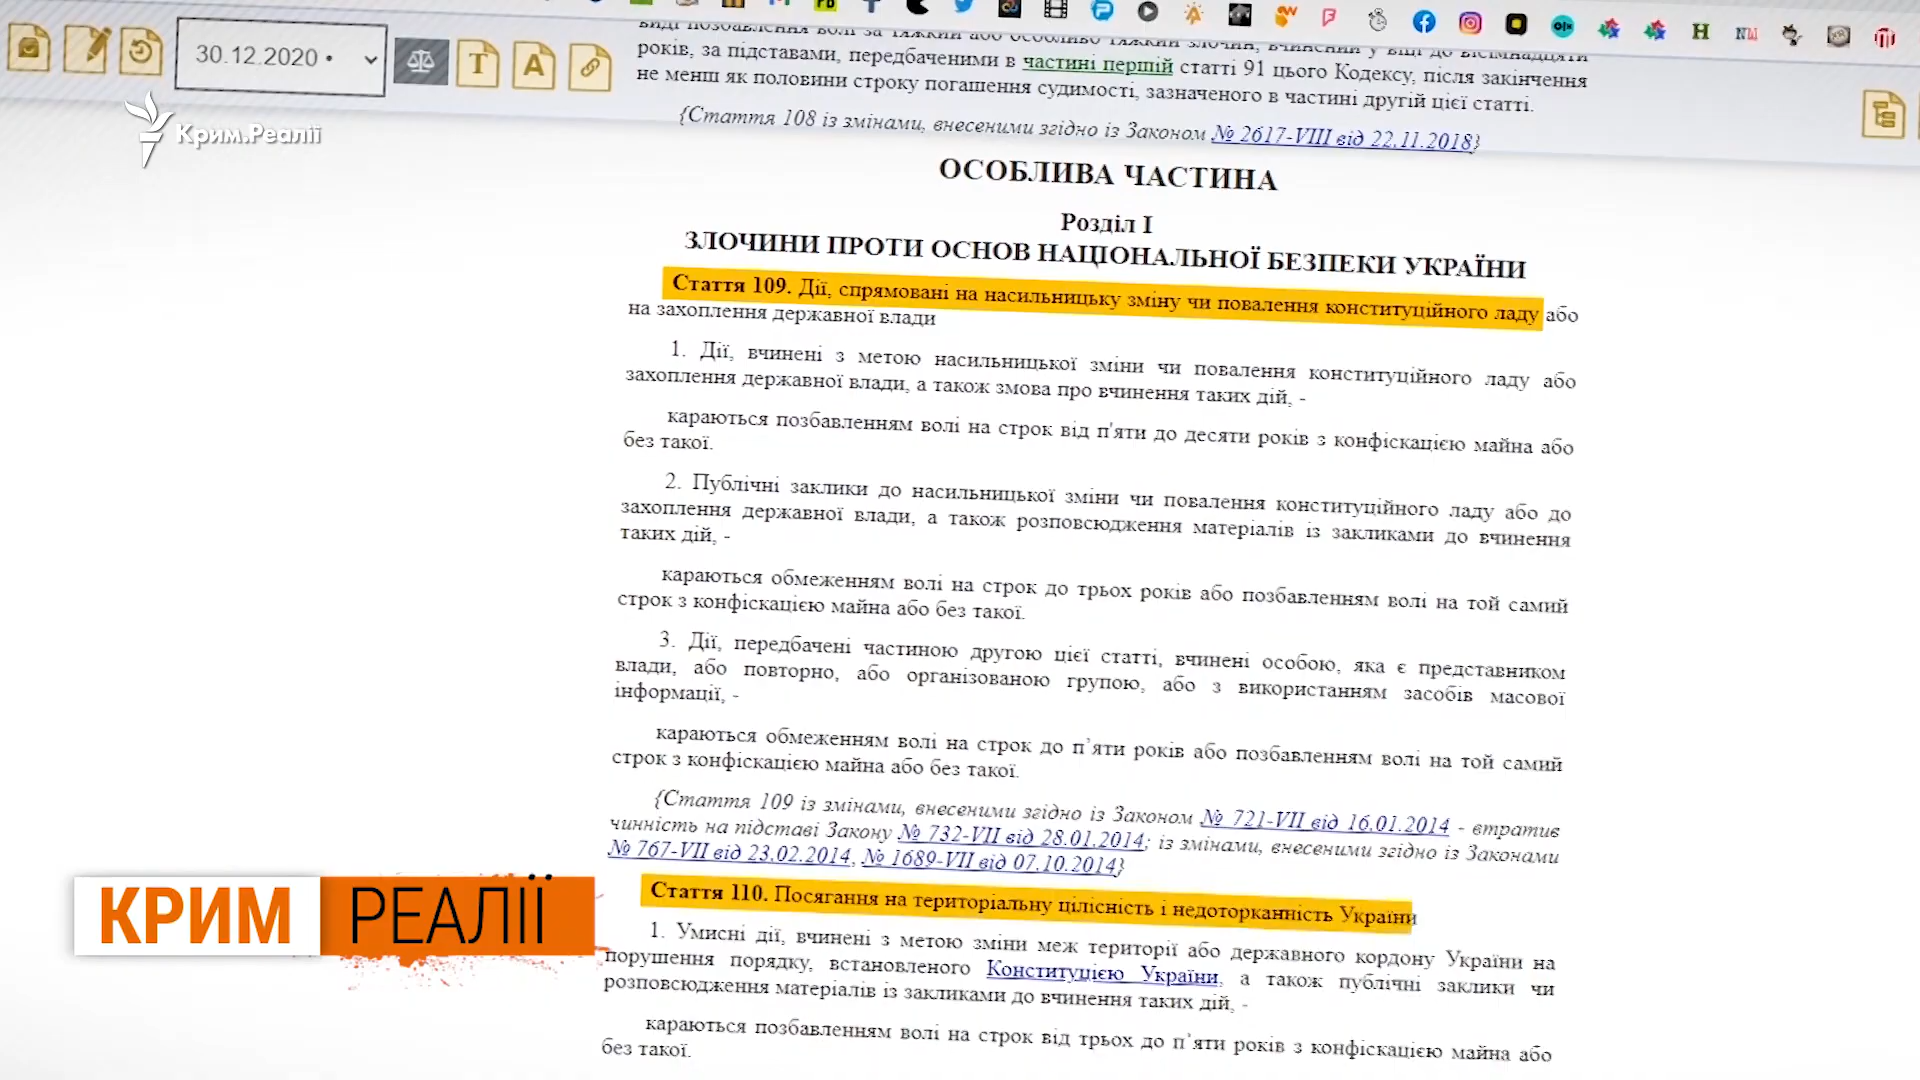 виді позбавлення волі за тяжкий або особливо тяжкий злочин, вчинений у віці до вісімнадцяти
30.12.2020 •
років, за підставами, передбаченими в частині першій статті 91 цього Кодексу, після закінчення
не менш як половини строку погашення судимості, зазначеного в частині другій цієї статті.
{Стаття 108 із змінами, внесеними згідно із Законом № 2617-VIII від 22.11.2018}
Крим.Реалії
ОСОБЛИВА ЧАСТИНА
Розділ I
ЗЛОЧИНИ ПРОТИ ОСНОВ НАЦІОНАЛЬНОЇ БЕЗПЕКИ УКРАЇНИ
Стаття 109. Дії, спрямовані на насильницьку зміну чи повалення конституційного ладу або
на захоплення державної влади
1. Дії, вчинені з метою насильницької зміни чи повалення конституційного ладу або
захоплення державної влади, а також змова про вчинення таких дій, -
караються позбавленням волі на строк від п'яти до десяти років з конфіскацією майна або
без такої.
2. Публічні заклики до насильницької зміни чи повалення конституційного ладу або до
захоплення державної влади, а також розповсюдження матеріалів із закликами до вчинення
таких дій, -
караються обмеженням волі на строк до трьох років або позбавленням волі на той самий
строк з конфіскацією майна або без такої.
3. Дії, передбачені частиною другою цієї статті, вчинені особою, яка є представником
влади, або повторно, або організованою групою, або з використанням засобів масової
інформації, -
караються обмеженням волі на строк до п’яти років або позбавленням волі на той самий
строк з конфіскацією майна або без такої.
{Стаття 109 із змінами, внесеними згідно із Законом № 721-VII від 16.01.2014 - втратив
чинність на підставі Закону № 732-VII від 28.01.2014; із змінами, внесеними згідно із Законами
№ 767-VII від 23.02.2014, № 1689-VII від 07.10.2014}
Стаття 110. Посягання на територіальну цілісність і недоторканність України
1. Умисні дії, вчинені з метою зміни меж території або державного кордону України на
порушення порядку, встановленого Конституцією України, а також публічні заклики чи
розповсюдження матеріалів із закликами до вчинення таких дій, -
караються позбавленням волі на строк від трьох до п’яти років з конфіскацією майна або
без такої.
КРИМ РЕАЛІЇ